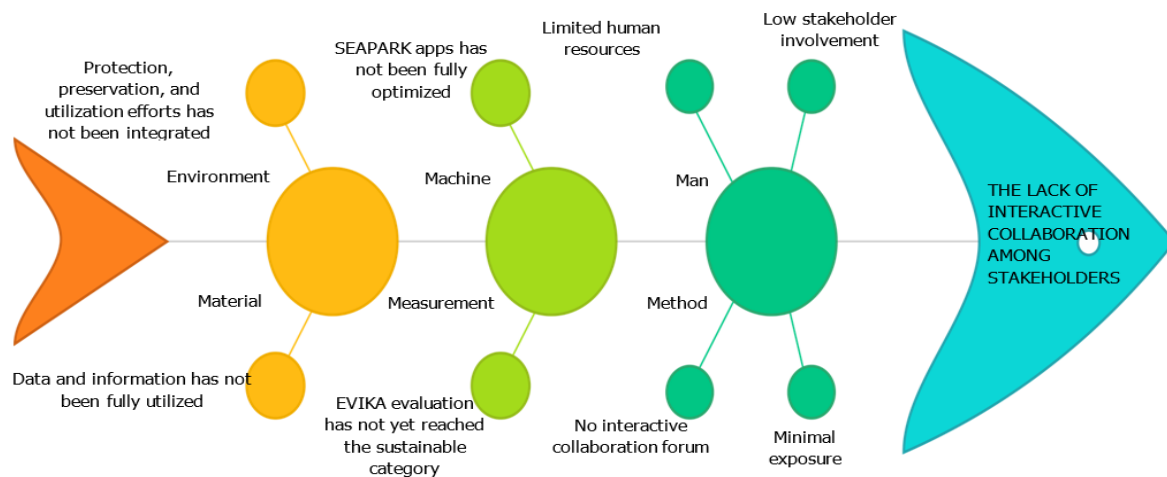 Protection,
preservation, and
utilization efforts has
not been integrated
SEAPARK apps has
not been fully
optimized
Limited human
resources
Low stakeholder
involvement
Environment
Machine
Man
THE LACK OF
INTERACTIVE
COLLABORATION
AMONG
STAKEHOLDERS
Material
Measurement
Method
Data and information has not
been fully utilized
EVIKA evaluation
has not yet reached
the sustainable
category
No interactive
collaboration forum
Minimal
exposure